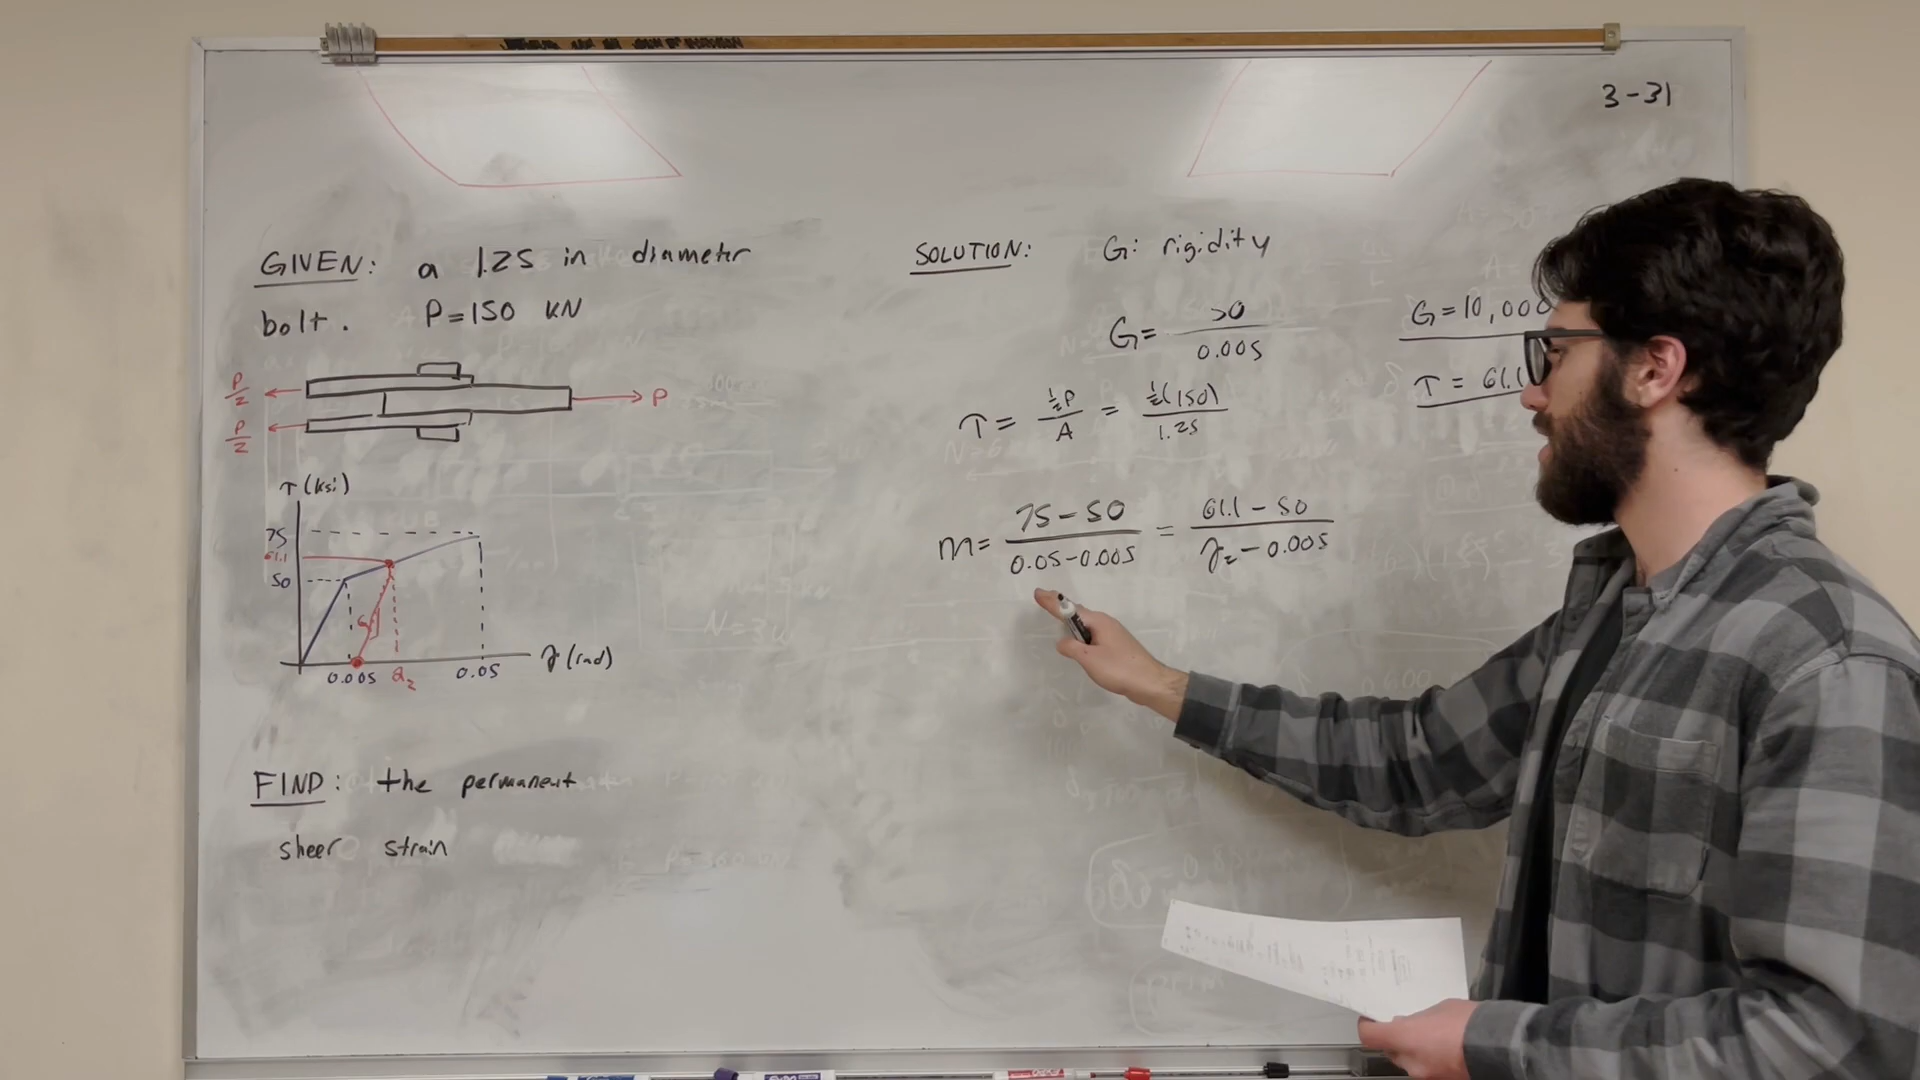 3-31
GIVEN: a 1.25 in diameter
bolt. P=150 KN
P/2
P
P/2
τ (ksi)
75
61.1
50
G
0.005
γ2
0.05
γ (rad)
FIND: the permanent
sheer strain
SOLUTION: G: rigidity
G = 50/0.005
G = 10,000
τ = ½P/A = ½(150)/1.25
τ = 61.1
m = 75-50/0.05-0.005 = 61.1-50/γ2-0.005